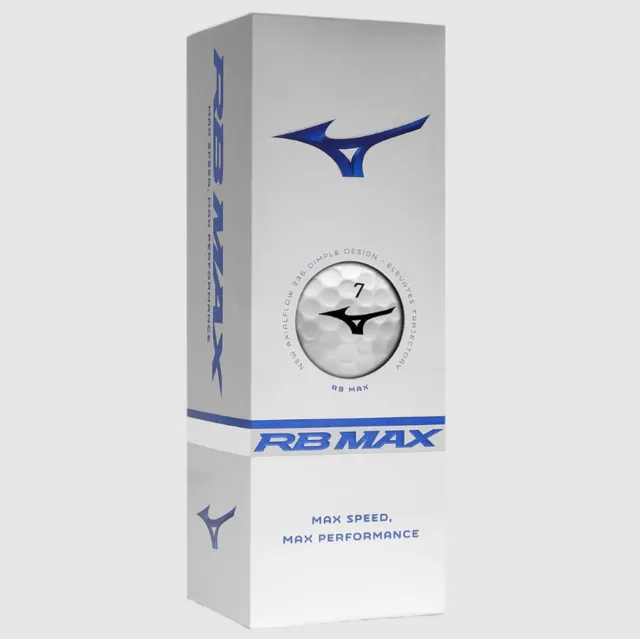 RB MAX
MAX SPEED, MAX PERFORMANCE
NEW AXIALFLOW 336 DIMPLE DESIGN - ELEVATES TRAJECTORY
7
RB MAX
RB MAX
MAX SPEED,
MAX PERFORMANCE